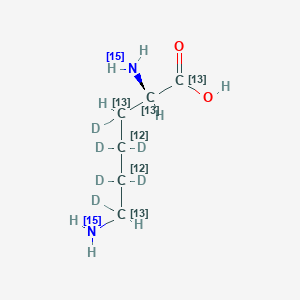 [15] H O
H N C [13]
H [13] C O H
C [13] H
D [12]
D C D
[12]
D C D
D
H [15] C [13]
N H
H